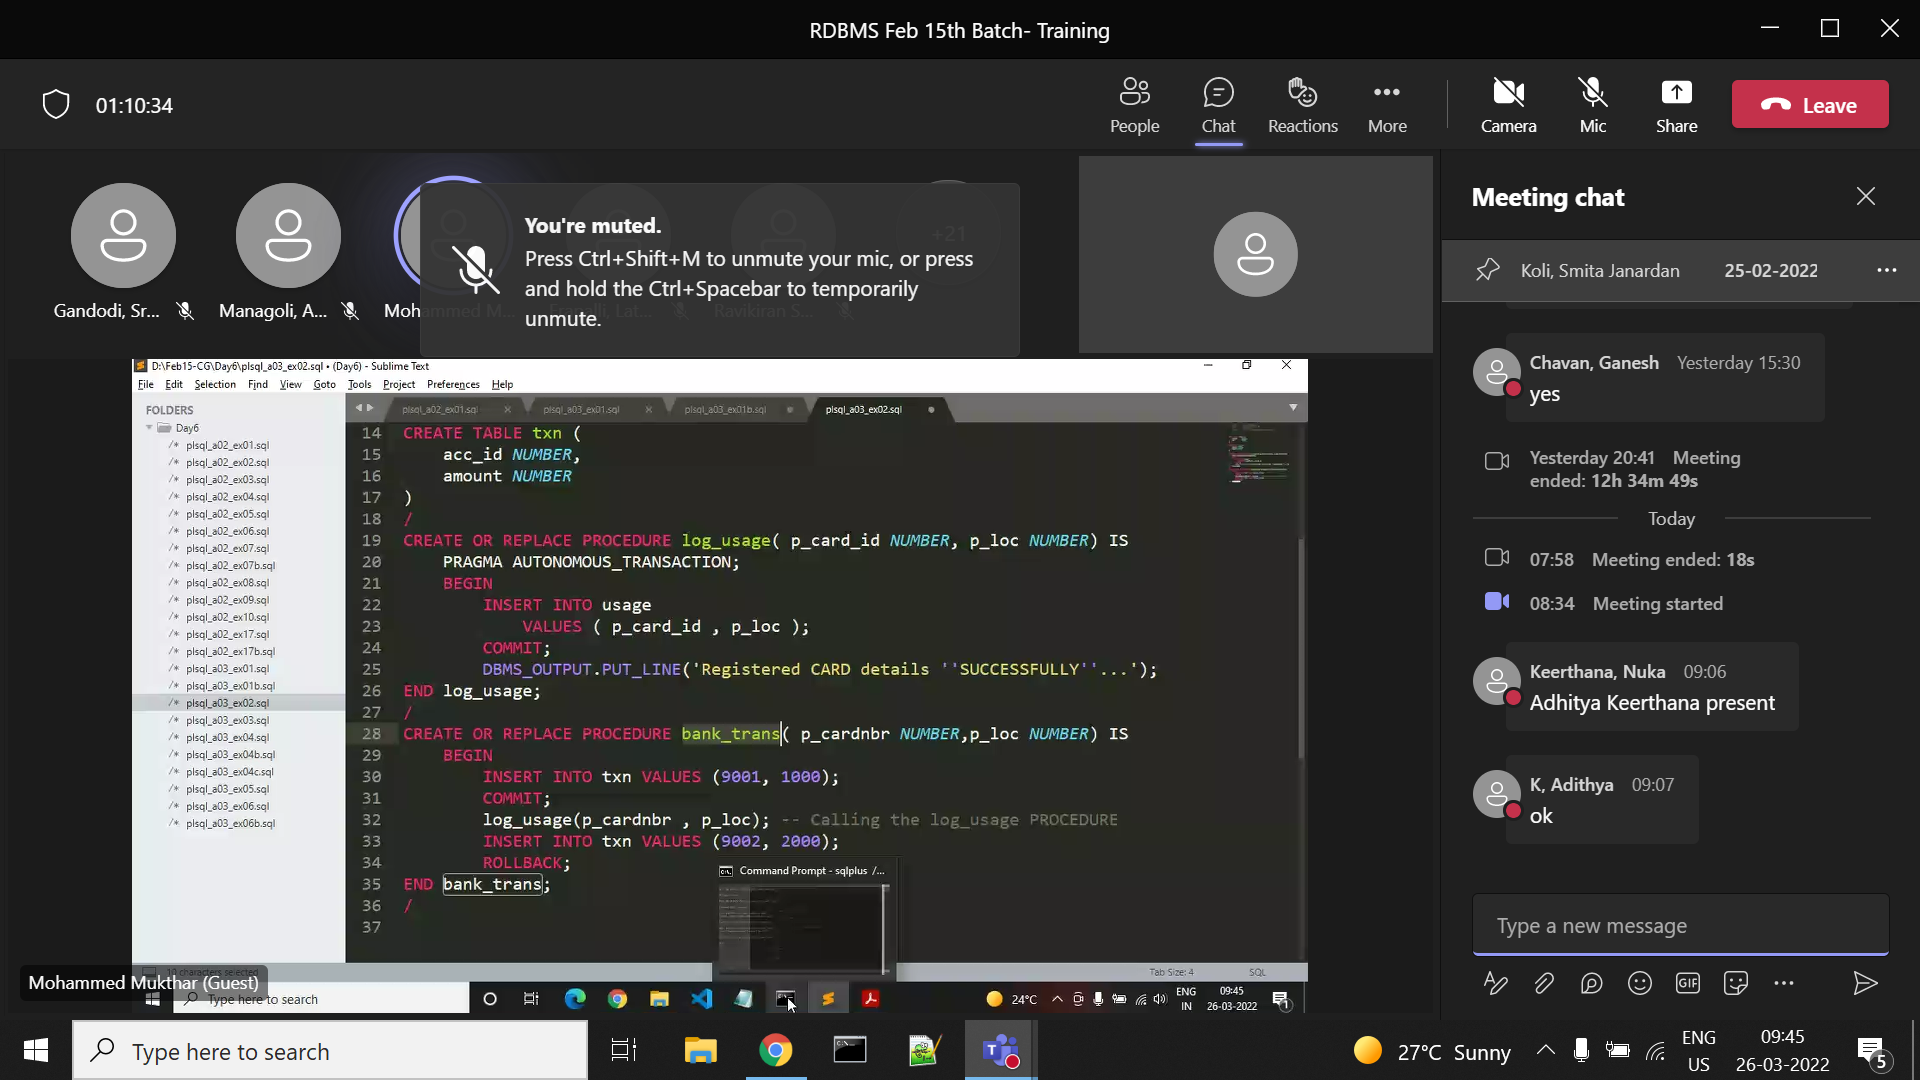 RDBMS Feb 15th Batch- Training
01:10:34
People
Chat
Reactions
More
Camera
Mic
Share
Leave
You're muted.
Press Ctrl+Shift+M to unmute your mic, or press
and hold the Ctrl+Spacebar to temporarily
unmute.
+21
Gandodi, Sr...
Managoli, A...
Mohammed M...
Ravikiran S...
Meeting chat
Koli, Smita Janardan 25-02-2022
Chavan, Ganesh Yesterday 15:30
yes
Yesterday 20:41 Meeting
ended: 12h 34m 49s
Today
07:58 Meeting ended: 18s
08:34 Meeting started
Keerthana, Nuka 09:06
Adhitya Keerthana present
K, Adithya 09:07
ok
Type a new message
GIF
D:\Feb15-CG\Day6\plsql_a03_ex02.sql • (Day6) - Sublime Text
File Edit Selection Find View Goto Tools Project Preferences Help
FOLDERS
Day6
/* plsql_a02_ex01.sql
/* plsql_a02_ex02.sql
/* plsql_a02_ex03.sql
/* plsql_a02_ex04.sql
/* plsql_a02_ex05.sql
/* plsql_a02_ex06.sql
/* plsql_a02_ex07.sql
/* plsql_a02_ex07b.sql
/* plsql_a02_ex08.sql
/* plsql_a02_ex09.sql
/* plsql_a02_ex10.sql
/* plsql_a02_ex17.sql
/* plsql_a02_ex17b.sql
/* plsql_a03_ex01.sql
/* plsql_a03_ex01b.sql
/* plsql_a03_ex02.sql
/* plsql_a03_ex03.sql
/* plsql_a03_ex04.sql
/* plsql_a03_ex04b.sql
/* plsql_a03_ex04c.sql
/* plsql_a03_ex05.sql
/* plsql_a03_ex06.sql
/* plsql_a03_ex06b.sql
plsql_a02_ex01.sql
plsql_a03_ex01.sql
plsql_a03_ex01b.sql
plsql_a03_ex02.sql
14 CREATE TABLE txn (
15 acc_id NUMBER,
16 amount NUMBER
17 )
18 /
19 CREATE OR REPLACE PROCEDURE log_usage( p_card_id NUMBER, p_loc NUMBER) IS
20 PRAGMA AUTONOMOUS_TRANSACTION;
21 BEGIN
22 INSERT INTO usage
23 VALUES ( p_card_id , p_loc );
24 COMMIT;
25 DBMS_OUTPUT.PUT_LINE('Registered CARD details ''SUCCESSFULLY''...');
26 END log_usage;
27 /
28 CREATE OR REPLACE PROCEDURE bank_trans( p_cardnbr NUMBER,p_loc NUMBER) IS
29 BEGIN
30 INSERT INTO txn VALUES (9001, 1000);
31 COMMIT;
32 log_usage(p_cardnbr , p_loc); -- Calling the log_usage PROCEDURE
33 INSERT INTO txn VALUES (9002, 2000);
34 ROLLBACK;
35 END bank_trans;
36 /
37
Command Prompt - sqlplus /...
10 characters selected
Tab Size: 4
SQL
Mohammed Mukthar (Guest)
Type here to search
24°C
ENG
IN
09:45
26-03-2022
Type here to search
27°C Sunny
ENG
US
09:45
26-03-2022
5